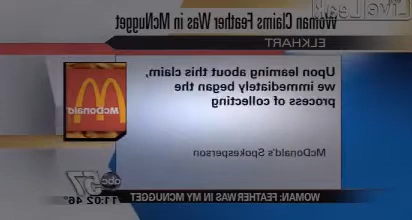 LiveLeak
Woman Claims Feather Was in McNugget
ELKHART
Upon learning about this claim,
we immediately began the
process of collecting
McDonald's
McDonald's Spokesperson
abc 57
11:02 46°
WOMAN: FEATHER WAS IN MY MCNUGGET